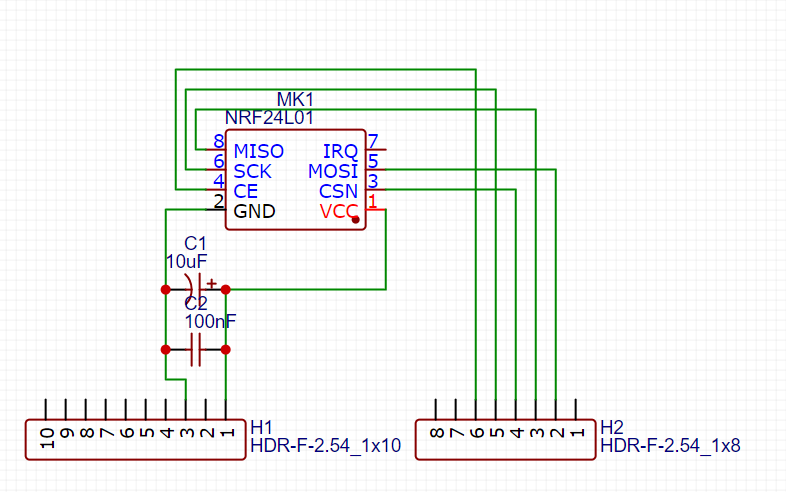 MK1
NRF24L01
8 MISO IRQ 7
6 SCK MOSI 5
4 CE CSN 3
2 GND VCC 1
C1
10uF
+
C2
100nF
10 9 8 7 6 5 4 3 2 1
H1
HDR-F-2.54_1x10
8 7 6 5 4 3 2 1
H2
HDR-F-2.54_1x8